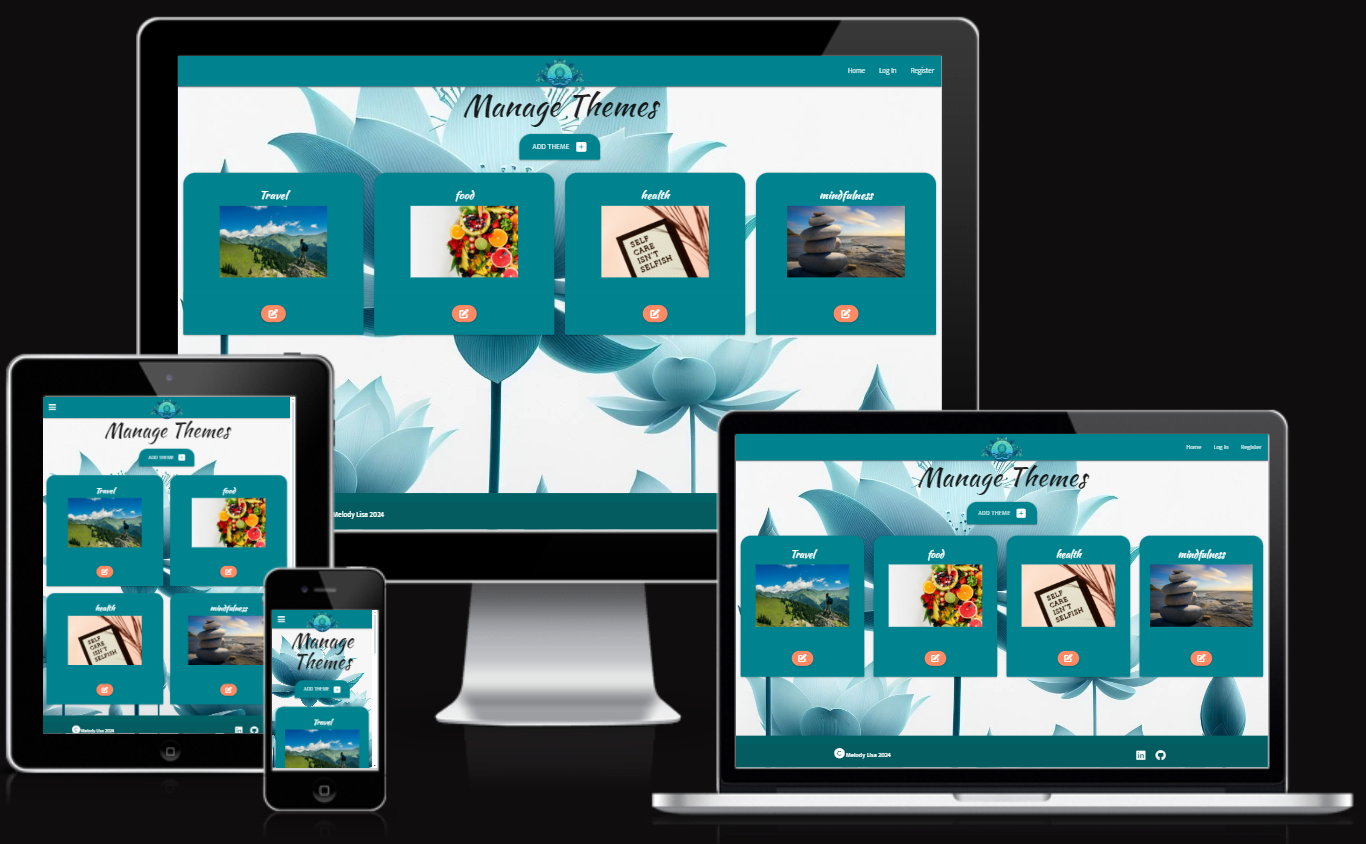 Home Log In Register
Manage Themes
ADD THEME
Travel food health mindfulness
SELF
CARE
ISN'T
SELFISH
Melody Lisa 2024
Manage Themes
ADD THEME
Travel food
health mindfulness
SELF
CARE
ISN'T
SELFISH
C Melody Lisa 2024
Manage
Themes
ADD THEME
Travel
Home Log In Register
Manage Themes
ADD THEME
Travel food health mindfulness
SELF
CARE
ISN'T
SELFISH
C Melody Lisa 2024
in